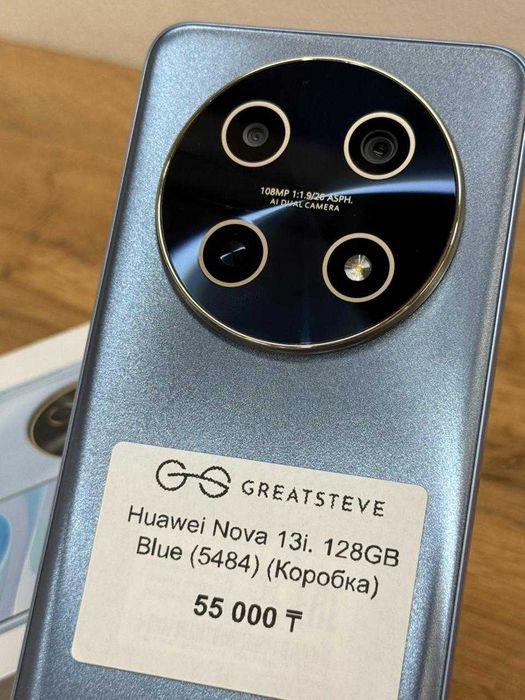 108MP 1:1.9/26 ASPH.
AI DUAL CAMERA
GS GREATSTEVE
Huawei Nova 13i. 128GB
Blue (5484) (Коробка)
55 000 ₸